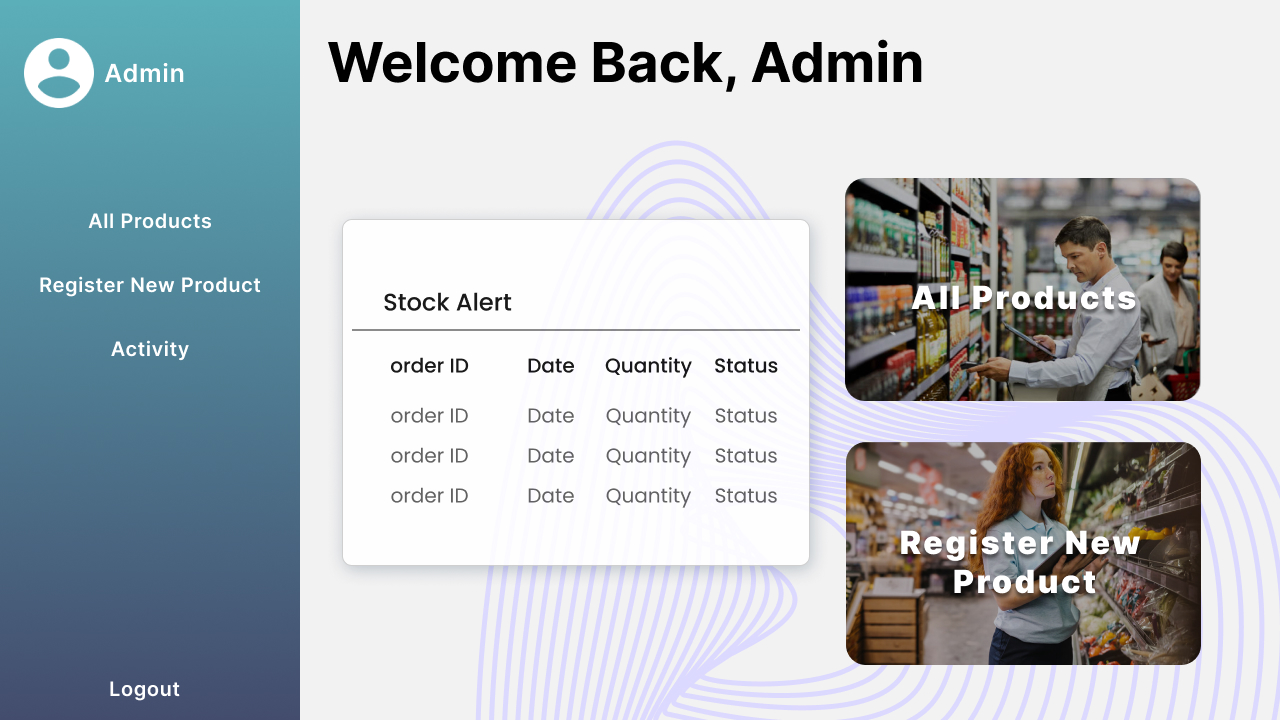 Admin
All Products
Register New Product
Activity
Logout
Welcome Back, Admin
Stock Alert
order ID Date Quantity Status
order ID Date Quantity Status
order ID Date Quantity Status
order ID Date Quantity Status
All Products
Register New
Product